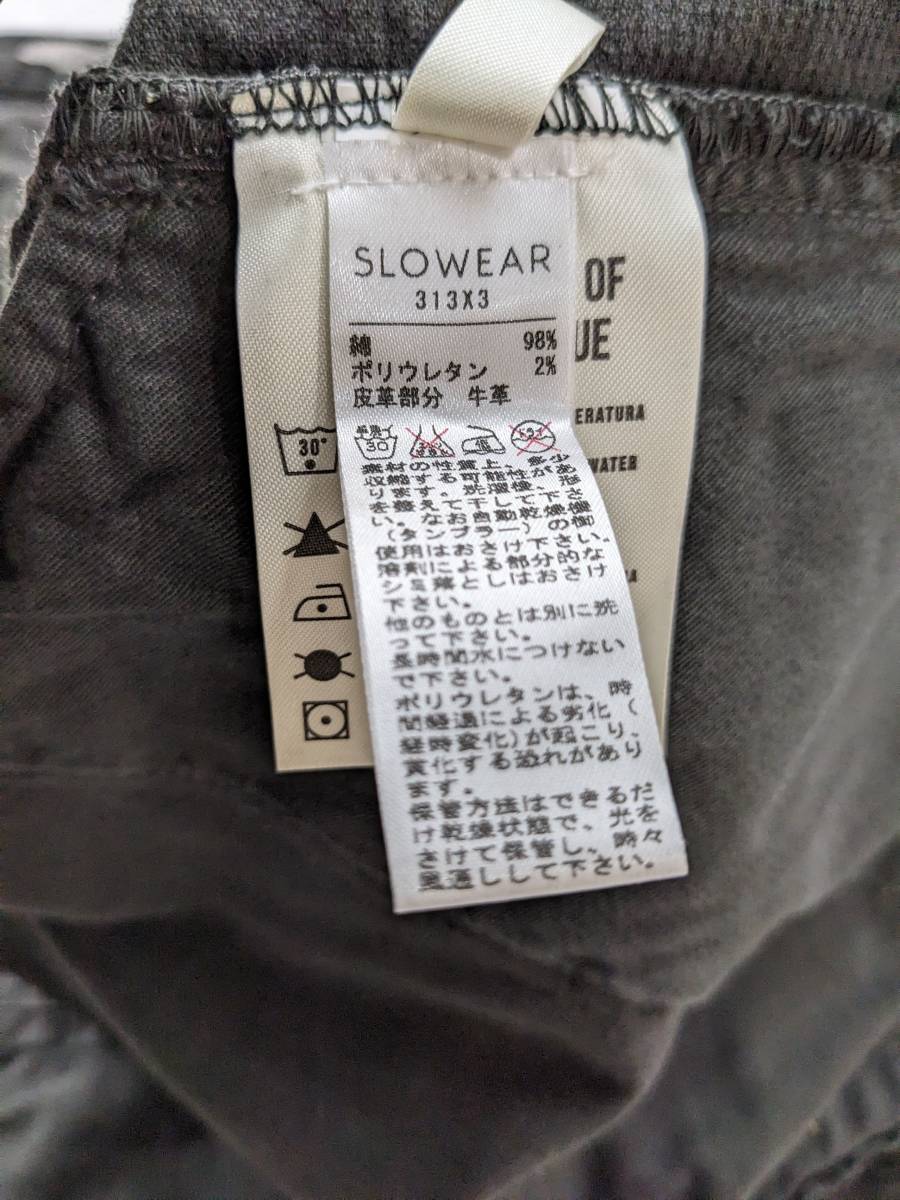 SLOWEAR
313X3
綿 98%
ポリウレタン 2%
皮革部分 牛革
手洗イ
30
低
素材の性質上、多少
収縮する可能性があ
ります。洗濯後、形
を整えて干して下さ
い。なお自動乾燥機
(タンブラー)の御
使用はおさけ下さい。
溶剤による部分的な
シミ落としはおさけ
下さい。
他のものとは別に洗
って下さい。
長時間水につけない
で下さい。
ポリウレタンは、時
間経過による劣化(
経時変化)が起こり、
黄化する恐れがあり
ます。
保管方法はできるだ
け乾燥状態で、光を
さけて保管し、時々
風通しして下さい。
OF
UE
30°
ERATURA
WATER